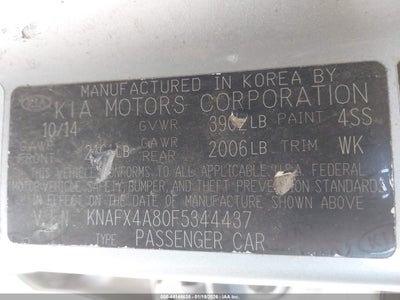 MANUFACTURED IN KOREA BY
KIA KIA MOTORS CORPORATION
10/14 GVWR 3902LB PAINT 4SS
GAWR GAWR
FRONT LB REAR 2006LB TRIM WK
THIS VEHICLE CONFORMS TO ALL APPLICABLE U.S.A. FEDERAL
MOTOR VEHICLE SAFETY, BUMPER, AND THEFT PREVENTION STANDARDS
IN EFFECT ON THE DATE OF MANUFACTURE SHOWN ABOVE.
V.I.N KNAFX4A80F5344437
TYPE: PASSENGER CAR